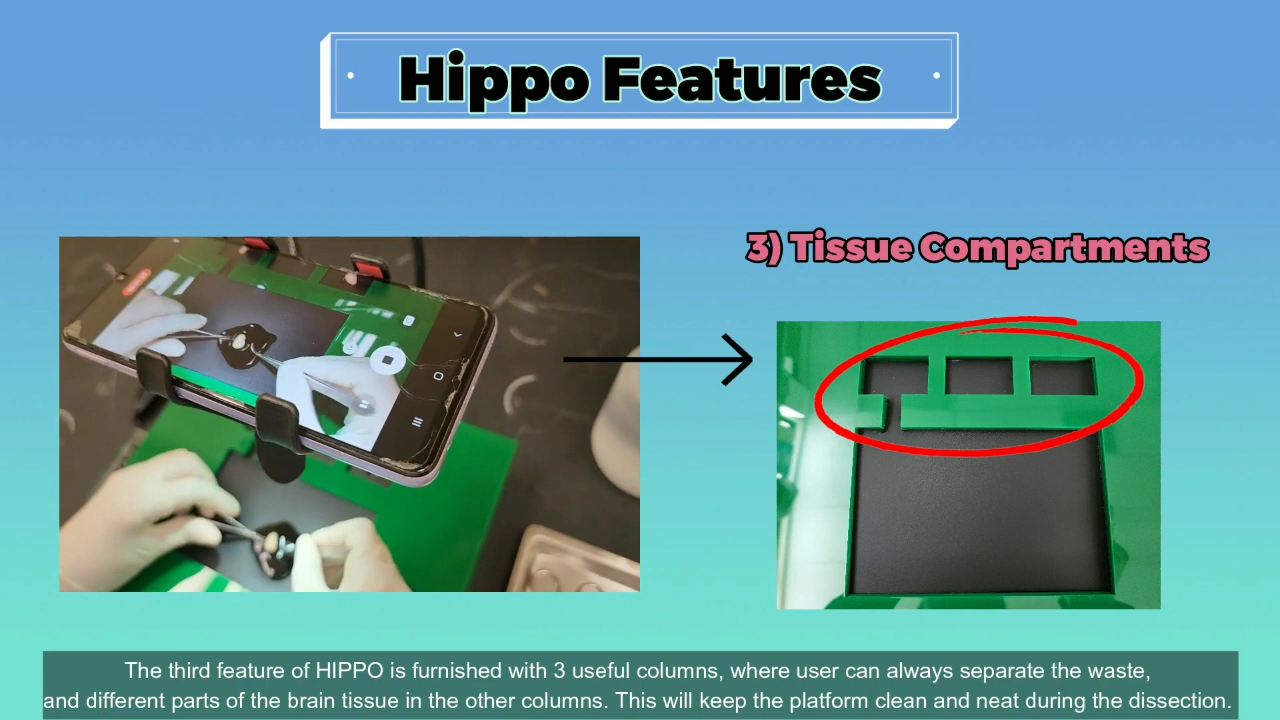 Hippo Features
3) Tissue Compartments
The third feature of HIPPO is furnished with 3 useful columns, where user can always separate the waste,
and different parts of the brain tissue in the other columns. This will keep the platform clean and neat during the dissection.